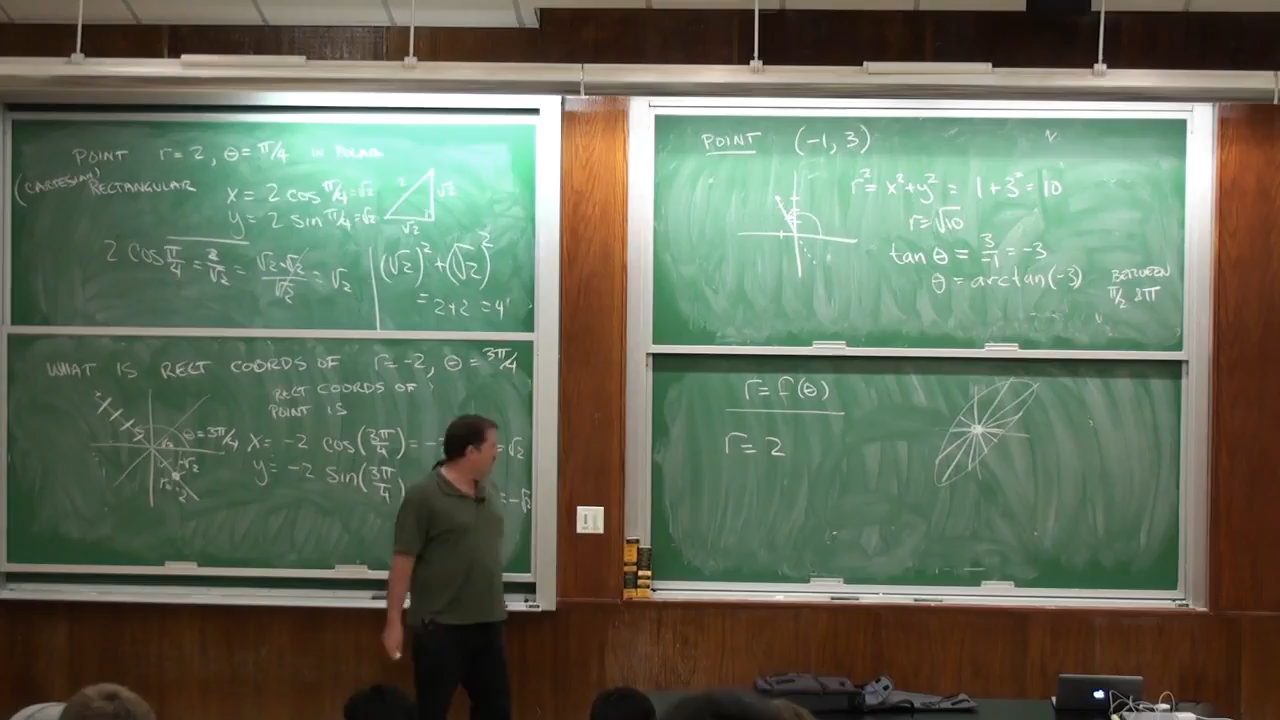 POINT r = 2, θ = π/4 IN POLAR
(CARTESIAN) RECTANGULAR
x = 2 cos π/4 = √2
y = 2 sin π/4 = √2
2
√2
√2
2 cos π/4 = 2/√2 = √2·√2/√2 = √2
(√2)² + (√2)²
= 2+2 = 4
WHAT IS RECT COORDS OF r = -2, θ = 3π/4
RECT COORDS OF
POINT IS
θ = 3π/4
x = -2 cos(3π/4) = - = √2
y = -2 sin(3π/4) = -√2
POINT (-1, 3)
r² = x² + y² = 1 + 3² = 10
r = √10
tan θ = 3/-1 = -3
θ = arctan(-3)
BETWEEN
π/2 2π
r = f(θ)
r = 2